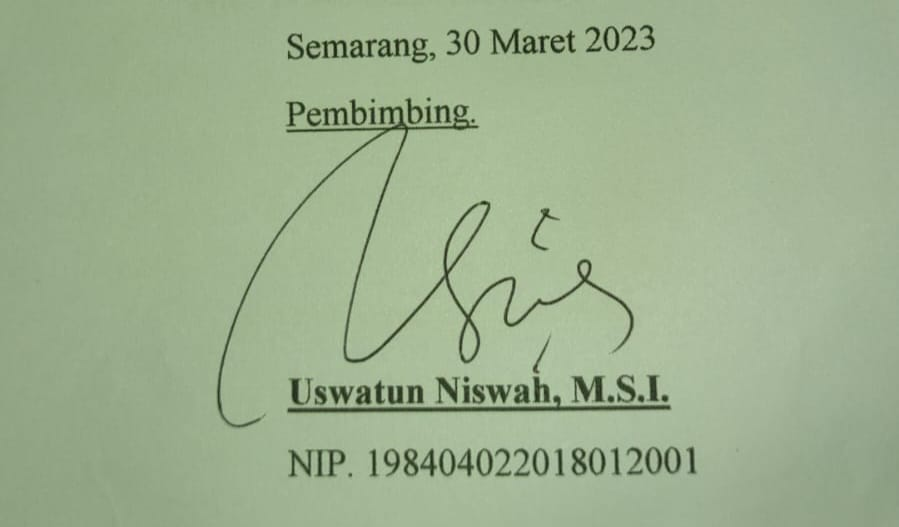 Semarang, 30 Maret 2023
Pembimbing.
Uswatun Niswah, M.S.I.
NIP. 198404022018012001